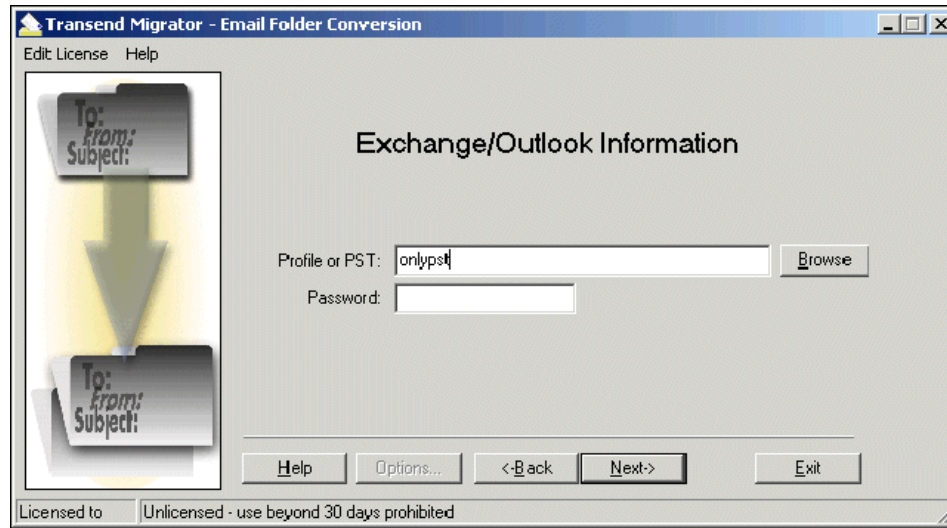 Transend Migrator - Email Folder Conversion
Edit License Help
To:
From:
Subject:
Exchange/Outlook Information
Profile or PST: onlypst Browse
Password:
To:
From:
Subject:
Help Options... <-Back Next-> Exit
Licensed to Unlicensed - use beyond 30 days prohibited